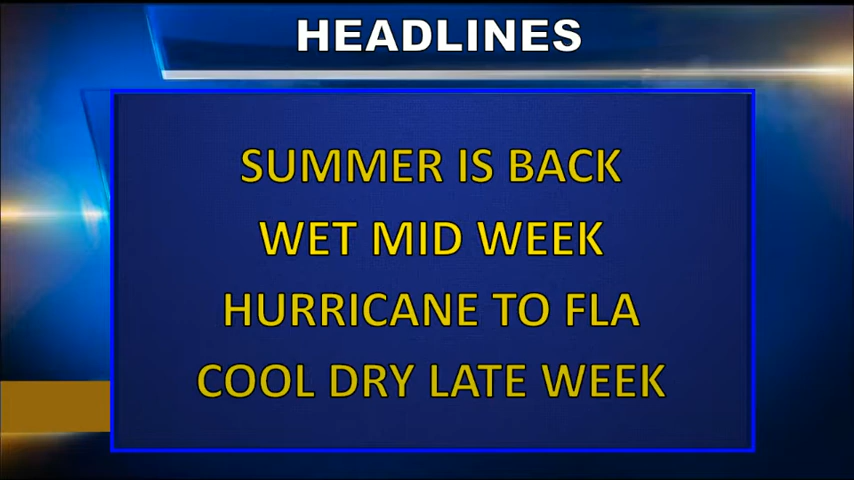 HEADLINES
SUMMER IS BACK
WET MID WEEK
HURRICANE TO FLA
COOL DRY LATE WEEK